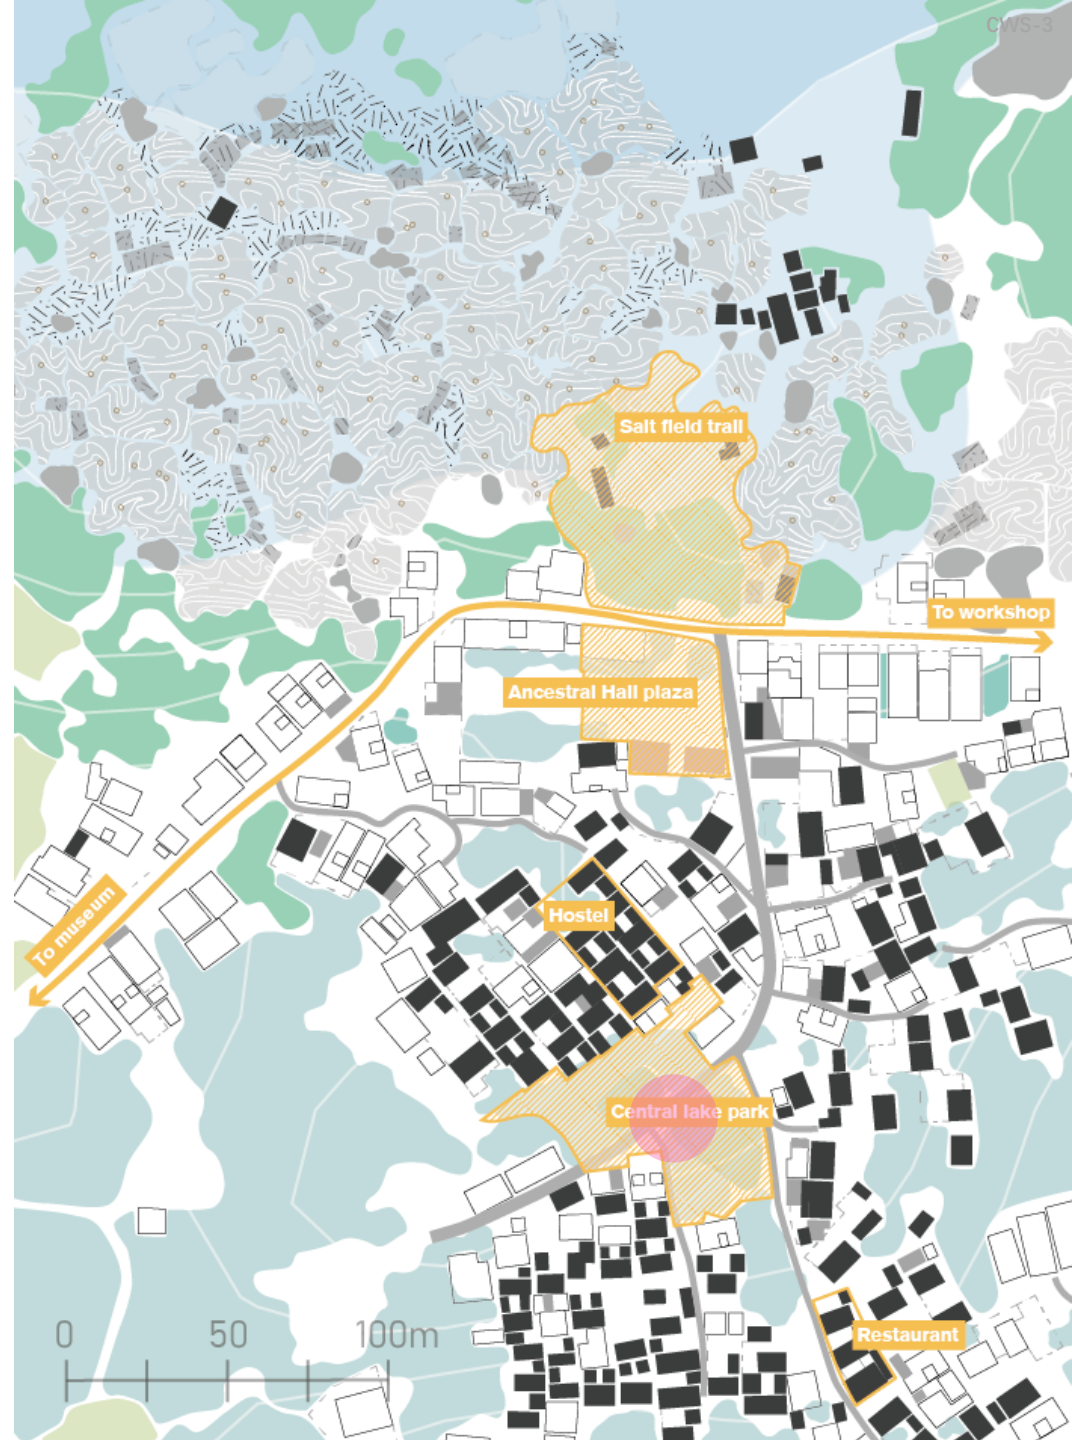 CWS-3
Salt field trail
To workshop
Ancestral Hall plaza
To museum
Hostel
Central lake park
Restaurant
0 50 100m